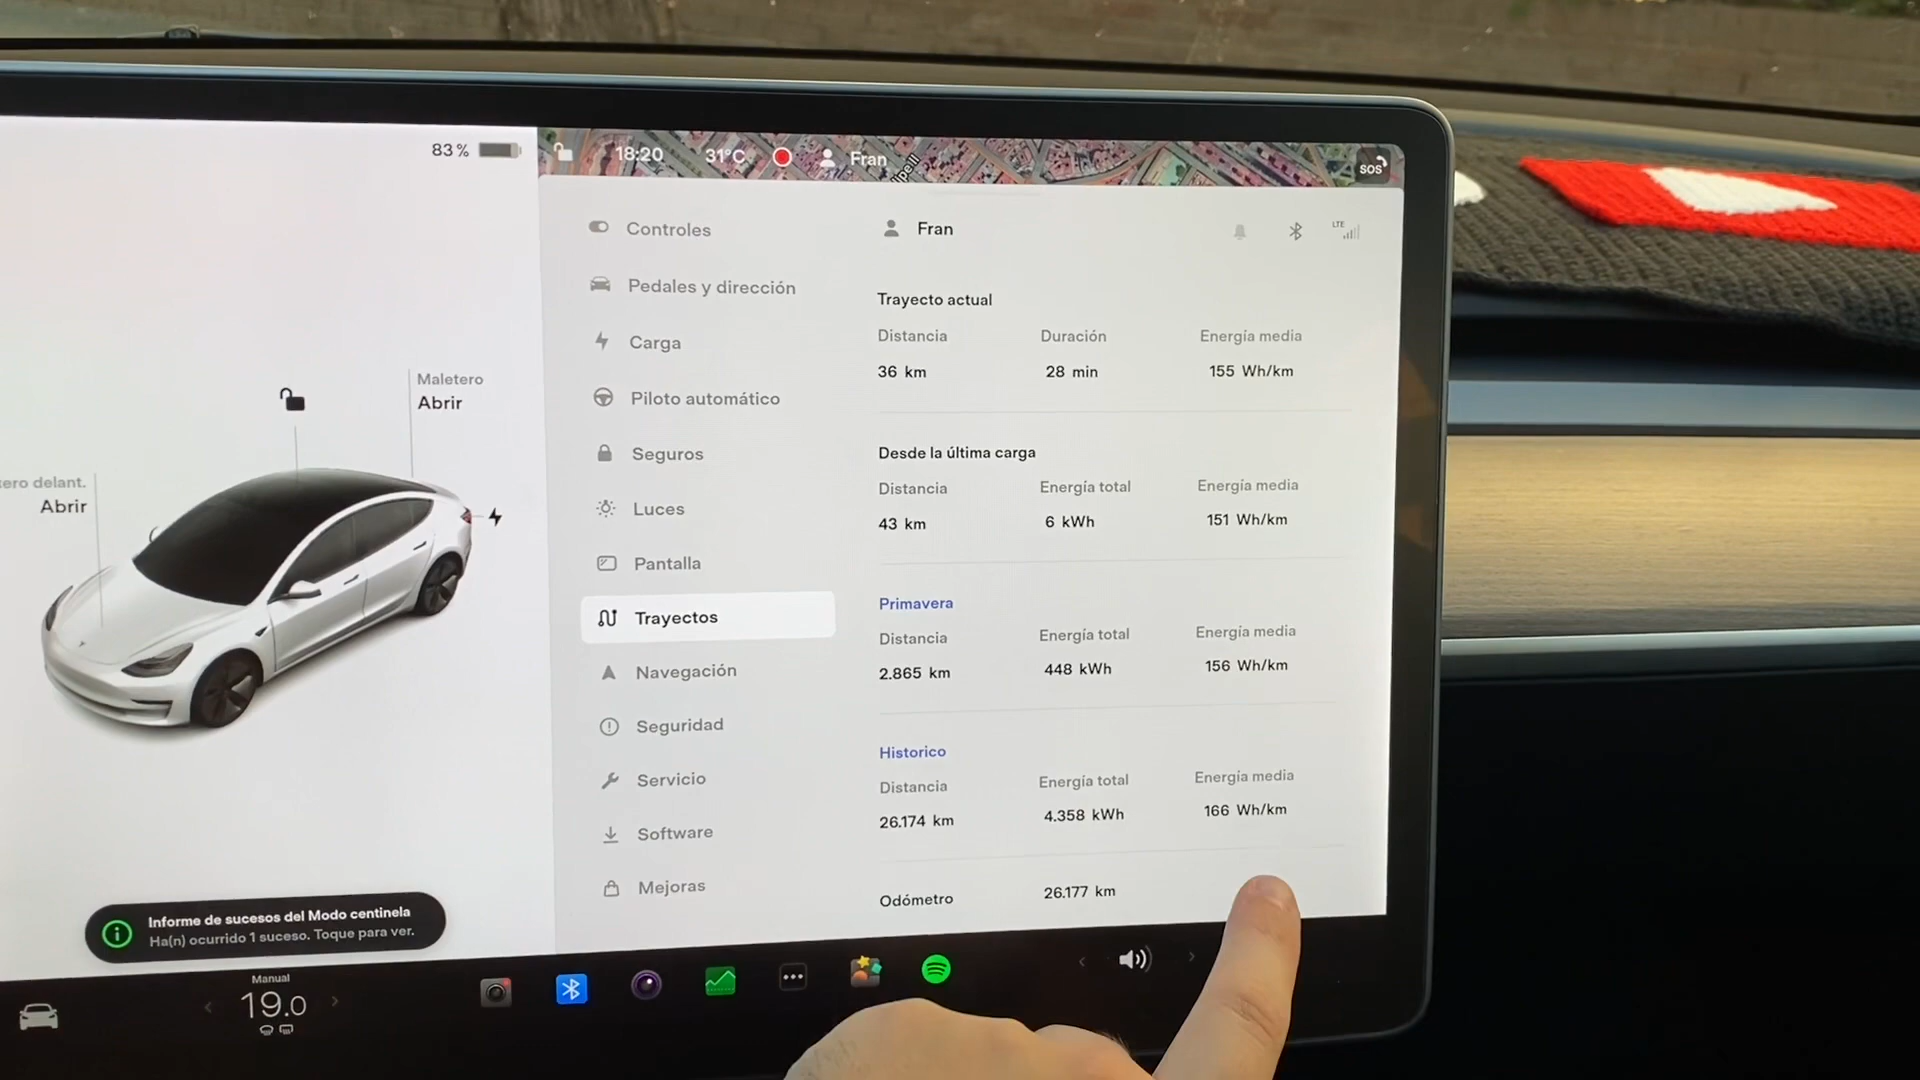 83 %
18:20
31°C
Fran
SOS
Maletero
Abrir
ero delant.
Abrir
Controles
Pedales y dirección
Carga
Piloto automático
Seguros
Luces
Pantalla
Trayectos
Navegación
Seguridad
Servicio
Software
Mejoras
Fran
LTE
Trayecto actual
Distancia Duración Energía media
36 km 28 min 155 Wh/km
Desde la última carga
Distancia Energía total Energía media
43 km 6 kWh 151 Wh/km
Primavera
Distancia Energía total Energía media
2.865 km 448 kWh 156 Wh/km
Historico
Distancia Energía total Energía media
26.174 km 4.358 kWh 166 Wh/km
Odómetro 26.177 km
Informe de sucesos del Modo centinela
Ha(n) ocurrido 1 suceso. Toque para ver.
Manual
19.0